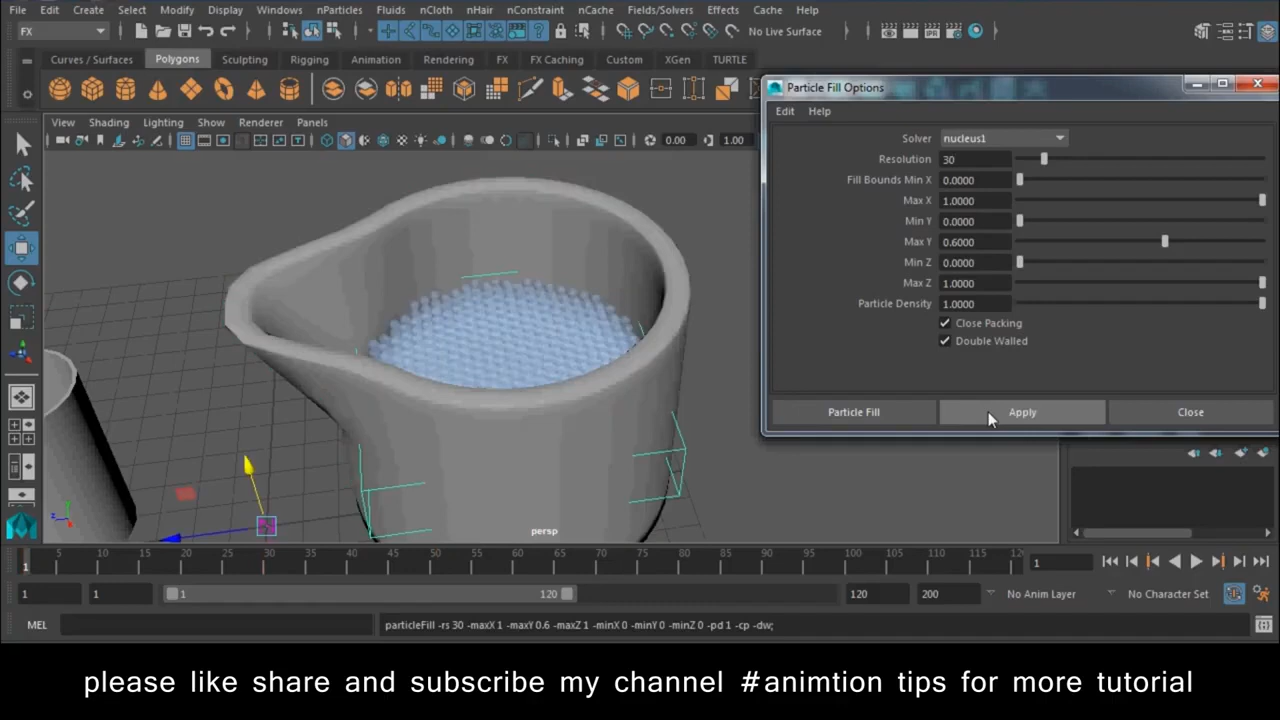 File Edit Create Select Modify Display Windows nParticles Fluids nCloth nHair nConstraint nCache Fields/Solvers Effects Cache Help
FX No Live Surface
Curves / Surfaces Polygons Sculpting Rigging Animation Rendering FX FX Caching Custom XGen TURTLE
Particle Fill Options
Edit Help
View Shading Lighting Show Renderer Panels
0.00 1.00
Solver nucleus1
Resolution 30
Fill Bounds Min X 0.0000
Max X 1.0000
Min Y 0.0000
Max Y 0.6000
Min Z 0.0000
Max Z 1.0000
Particle Density 1.0000
Close Packing
Double Walled
Particle Fill Apply Close
z y
persp
5 10 15 20 25 30 35 40 45 50 55 60 65 70 75 80 85 90 95 100 105 110 115 12
1 1
1 1 1 120 120 200 No Anim Layer No Character Set
MEL particleFill -rs 30 -maxX 1 -maxY 0.6 -maxZ 1 -minX 0 -minY 0 -minZ 0 -pd 1 -cp -dw;
please like share and subscribe my channel #animtion tips for more tutorial